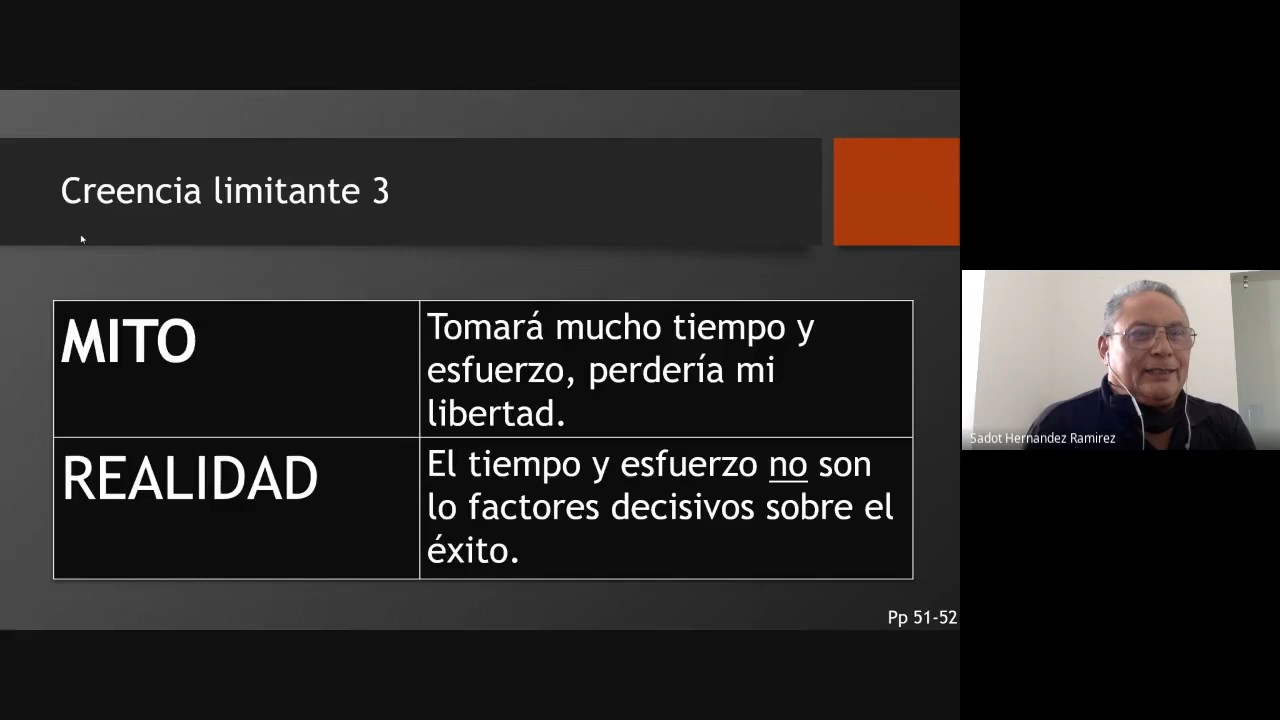 Creencia limitante 3
MITO
Tomará mucho tiempo y
esfuerzo, perdería mi
libertad.
REALIDAD
El tiempo y esfuerzo no son
lo factores decisivos sobre el
éxito.
Pp 51-52
Sadot Hernandez Ramirez